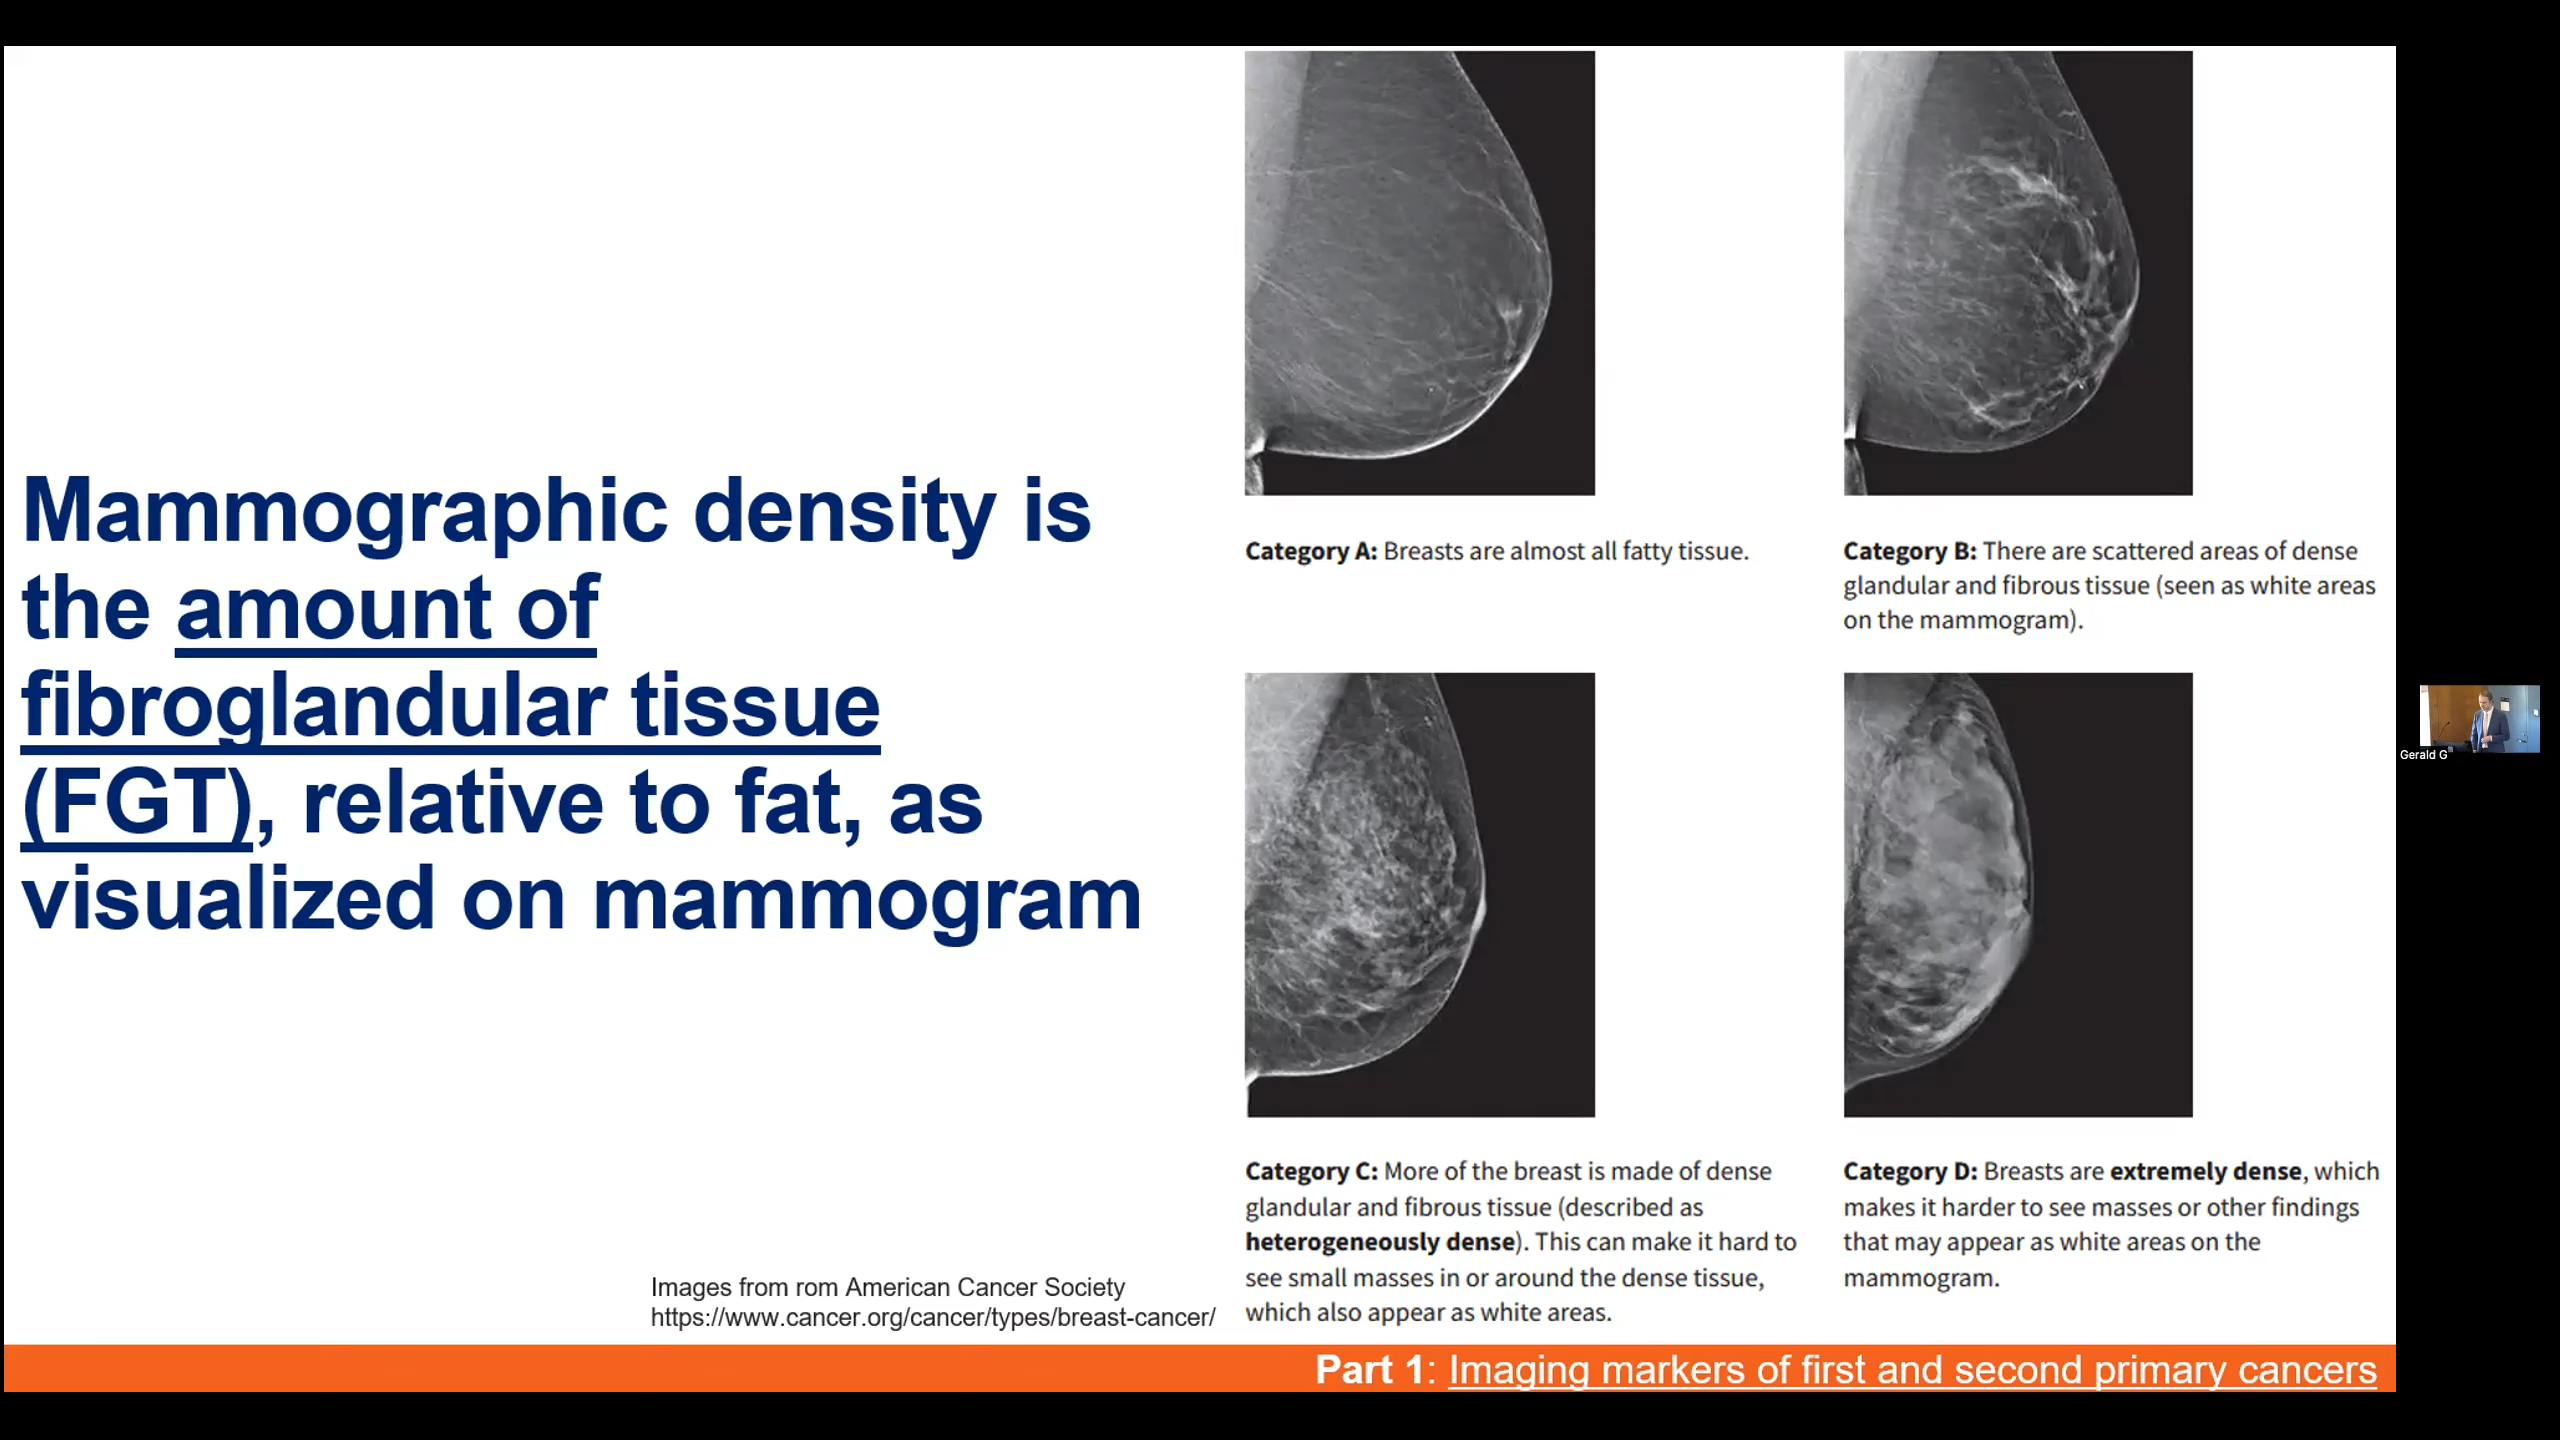 Mammographic density is
the amount of
fibroglandular tissue
(FGT), relative to fat, as
visualized on mammogram
Category A: Breasts are almost all fatty tissue.
Category B: There are scattered areas of dense
glandular and fibrous tissue (seen as white areas
on the mammogram).
Category C: More of the breast is made of dense
glandular and fibrous tissue (described as
heterogeneously dense). This can make it hard to
see small masses in or around the dense tissue,
which also appear as white areas.
Category D: Breasts are extremely dense, which
makes it harder to see masses or other findings
that may appear as white areas on the
mammogram.
Images from rom American Cancer Society
https://www.cancer.org/cancer/types/breast-cancer/
Part 1: Imaging markers of first and second primary cancers
Gerald G